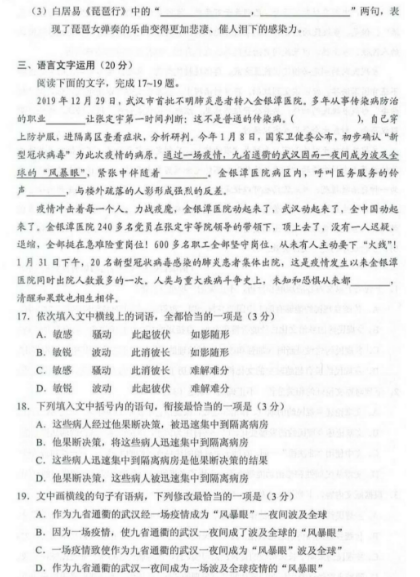 （3）白居易《琵琶行》中的“__________，__________”两句，表
现了琵琶女弹奏的乐曲变得更加悲凄、催人泪下的感染力。
三、语言文字运用（20分）
阅读下面的文字，完成17~19题。
2019年12月29日，武汉市首批不明肺炎患者转入金银潭医院。多年从事传染病防治
的职业______让张定宇第一时间判断：这不是普通的传染病。（　　　），自己穿
上防护服，进隔离区查看症状，分析研判。今年1月8日，国家卫健委公布，初步确认“新
型冠状病毒”为此次疫情的病原。通过一场疫情，九省通衢的武汉因而一夜间成为波及全
球的“风暴眼”，紧张中伴随着______。金银潭医院病区内，呼叫医务服务的铃
声______，与楼外疏落的人影形成强烈的反差。
疫情冲击着每一个人。力战疫魔，金银潭医院动起来了，武汉动起来了，全中国动起
来了。金银潭医院240多名党员在张定宇等院领导的带领下，顶上去了，没有一人迟疑、
退缩，全部挺在急难险重岗位！600多名职工全部坚守岗位，从未有人主动要下“火线”！
1月31日下午，20名新型冠状病毒感染的肺炎患者集体出院，这是疫情发生以来金银潭
医院同时出院人数最多的一次。人类与重大疾病斗争史上，未知和恐惧从来都______，
清醒和果敢也相生相伴。
17．依次填入文中横线上的词语，全都恰当的一项是（3分）
A．敏感　骚动　此起彼伏　如影随形
B．敏锐　波动　此消彼长　如影随形
C．敏感　骚动　此消彼长　难解难分
D．敏锐　波动　此起彼伏　难解难分
18．下列填入文中括号内的语句，衔接最恰当的一项是（3分）
A．这些病人经过他果断决策，被迅速集中到隔离病房
B．他果断决策，将这些病人迅速集中到隔离病房
C．这些病人迅速集中到隔离病房是他果断决策的结果
D．他果断决策，这些病人被迅速集中到隔离病房
19．文中画横线的句子有语病，下列修改最恰当的一项是（3分）
A．作为九省通衢的武汉经一场疫情成为“风暴眼”一夜间波及全球
B．因为一场疫情，使九省通衢的武汉一夜间成了波及全球的“风暴眼”
C．一场疫情致使作为九省通衢的武汉一夜间成为“风暴眼”波及全球”
D．作为九省通衢的武汉一夜间成为一场波及全球疫情的“风暴眼”